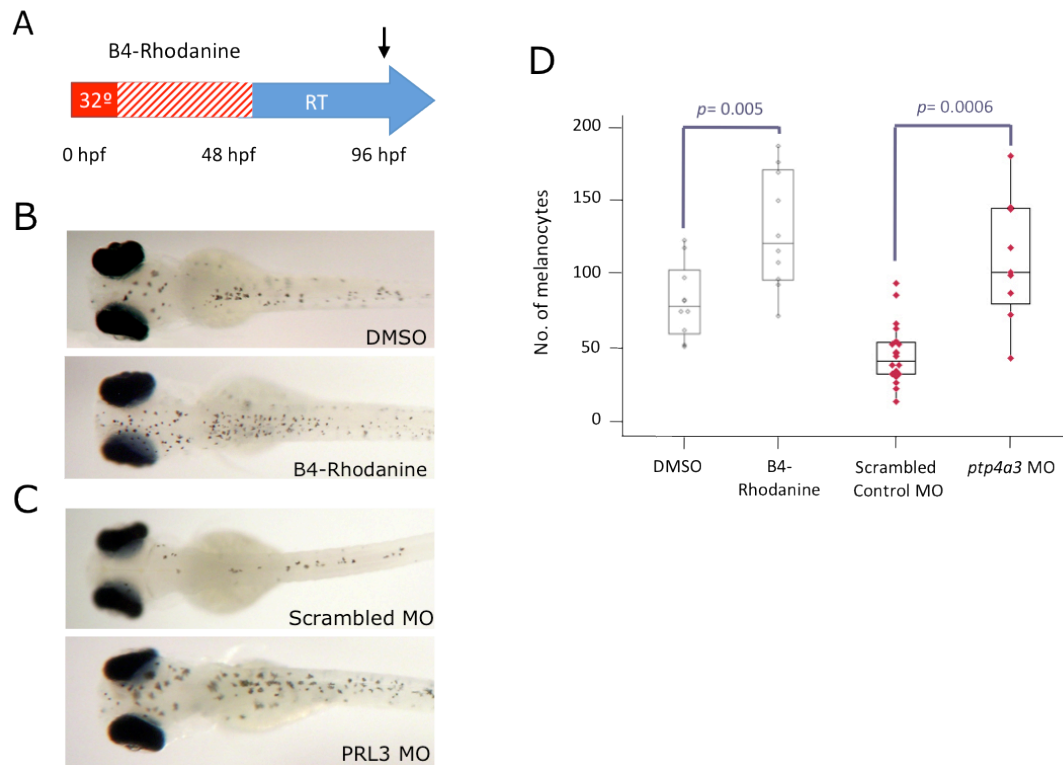 A
B4-Rhodanine
32º
RT
0 hpf
48 hpf
96 hpf
B
DMSO
B4-Rhodanine
C
Scrambled MO
PRL3 MO
D
p= 0.005
p= 0.0006
No. of melanocytes
200
150
100
50
0
DMSO
B4-
Rhodanine
Scrambled
Control MO
ptp4a3 MO